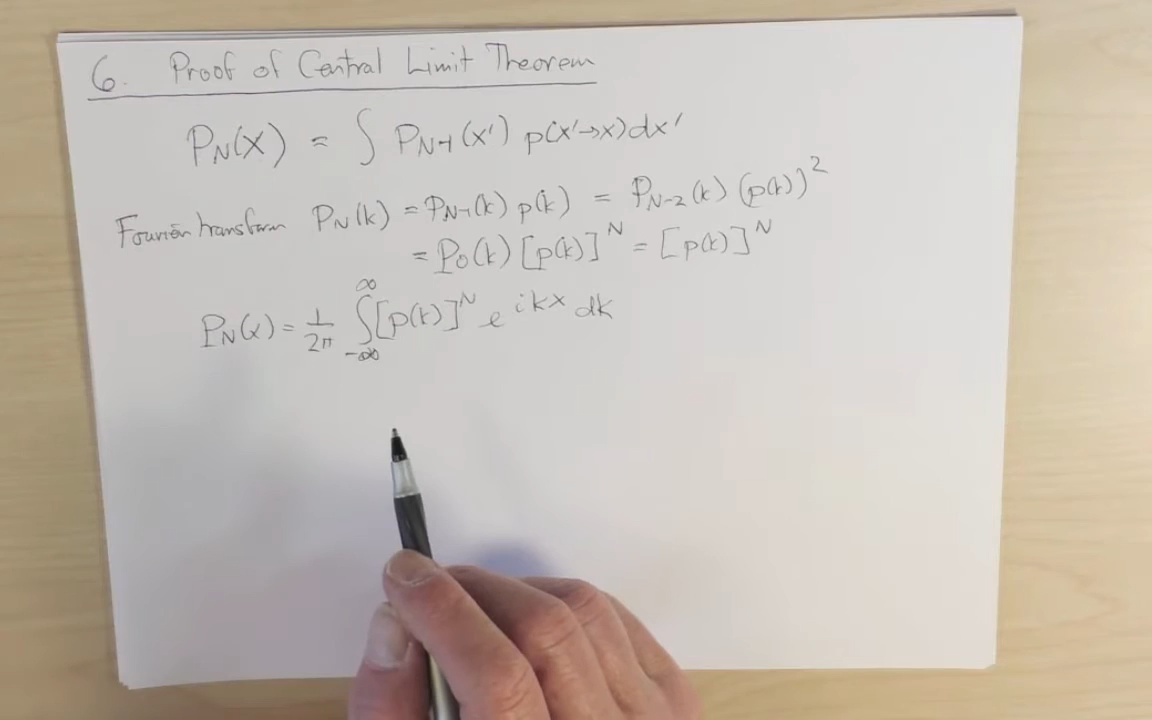 6. Proof of Central Limit Theorem
P_N(x) = ∫ P_{N-1}(x') p(x'→x)dx'
Fourier transform P_N(k) = P_{N-1}(k) p(k) = P_{N-2}(k) (p(k))^2
= P_0(k) [p(k)]^N = [p(k)]^N
P_N(x) = 1/2π ∫_{-∞}^{∞} [p(k)]^N e^{ikx} dk